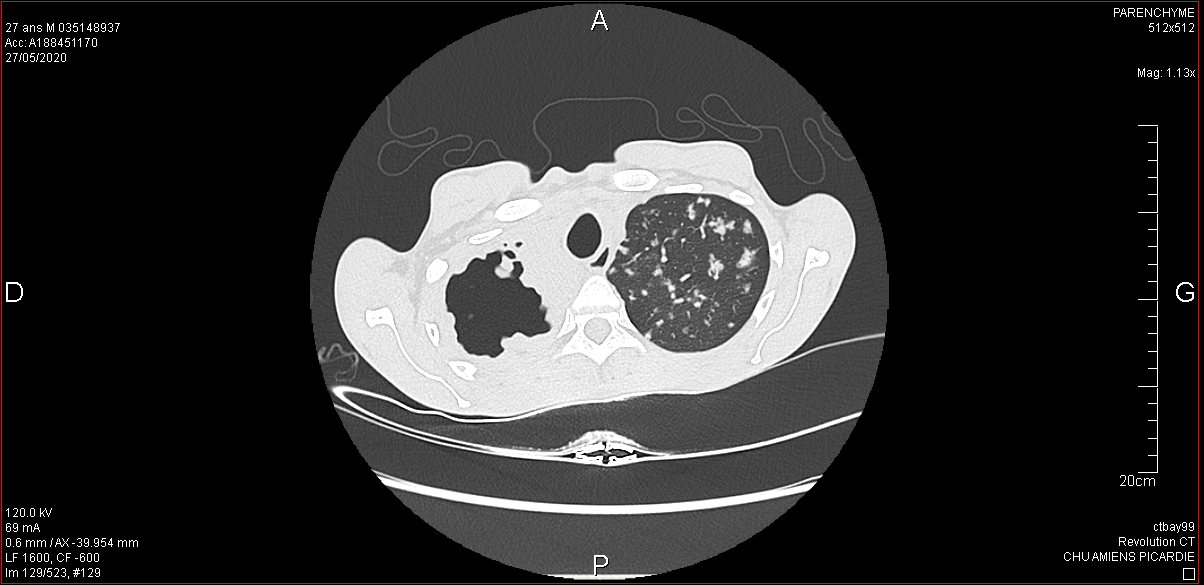 27 ans M 035148937
Acc: A188451170
27/05/2020
PARENCHYME
512x512
Mag: 1.13x
A
D
G
20cm
P
120.0 kV
69 mA
0.6 mm / AX -39.954 mm
LF 1600, CF -600
Im 129/523, #129
ctbay99
Revolution CT
CHU AMIENS PICARDIE